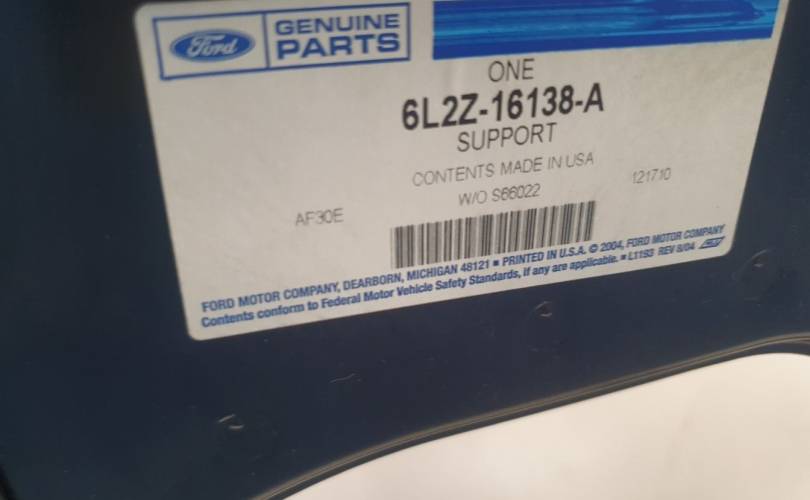 Ford
GENUINE
PARTS
ONE
6L2Z-16138-A
SUPPORT
CONTENTS MADE IN USA
W/O S66022
AF30E
121710
FORD MOTOR COMPANY, DEARBORN, MICHIGAN 48121 ■ PRINTED IN U.S.A. © 2004, FORD MOTOR COMPANY
Contents conform to Federal Motor Vehicle Safety Standards, if any are applicable. ■ L1193 REV 8/04